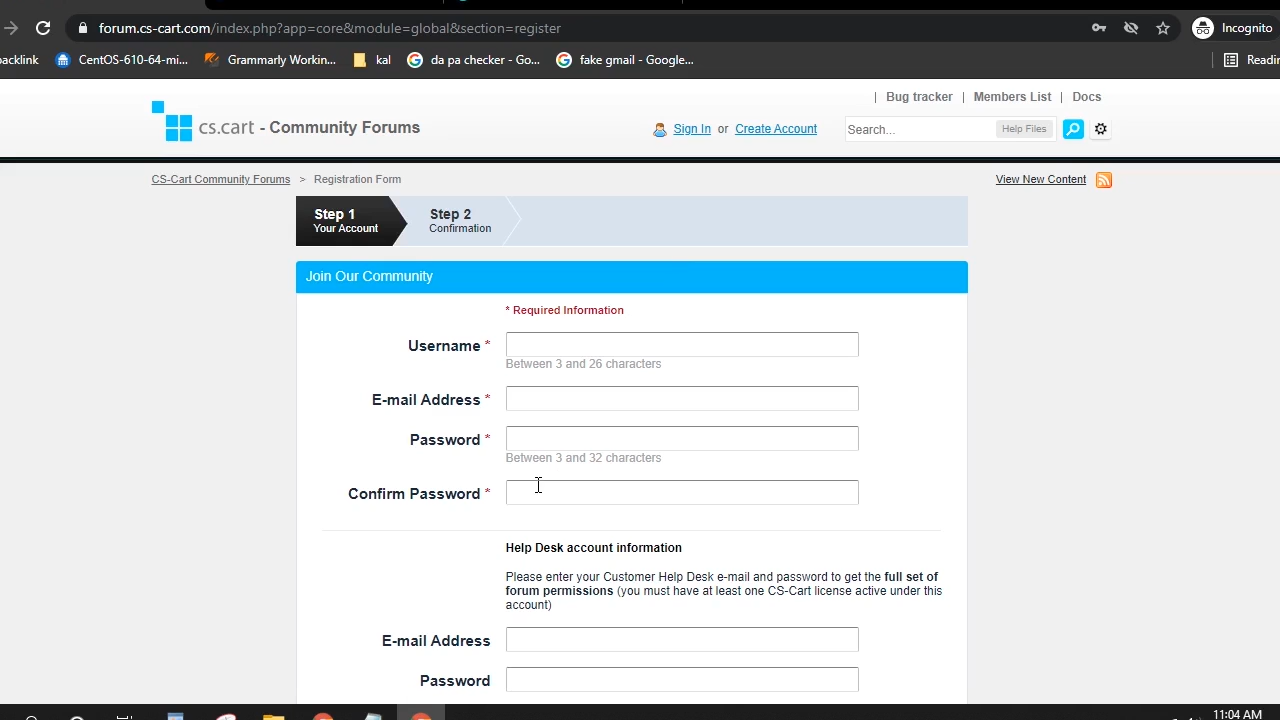 forum.cs-cart.com/index.php?app=core&module=global&section=register
Incognito
backlink
CentOS-610-64-mi...
Grammarly Workin...
kal
da pa checker - Go...
fake gmail - Google...
Readi
| Bug tracker | Members List | Docs
cs.cart - Community Forums
Sign In or Create Account
Search...
Help Files
CS-Cart Community Forums > Registration Form
View New Content
Step 1
Your Account
Step 2
Confirmation
Join Our Community
* Required Information
Username *
Between 3 and 26 characters
E-mail Address *
Password *
Between 3 and 32 characters
Confirm Password *
Help Desk account information
Please enter your Customer Help Desk e-mail and password to get the full set of
forum permissions (you must have at least one CS-Cart license active under this
account)
E-mail Address
Password
11:04 AM